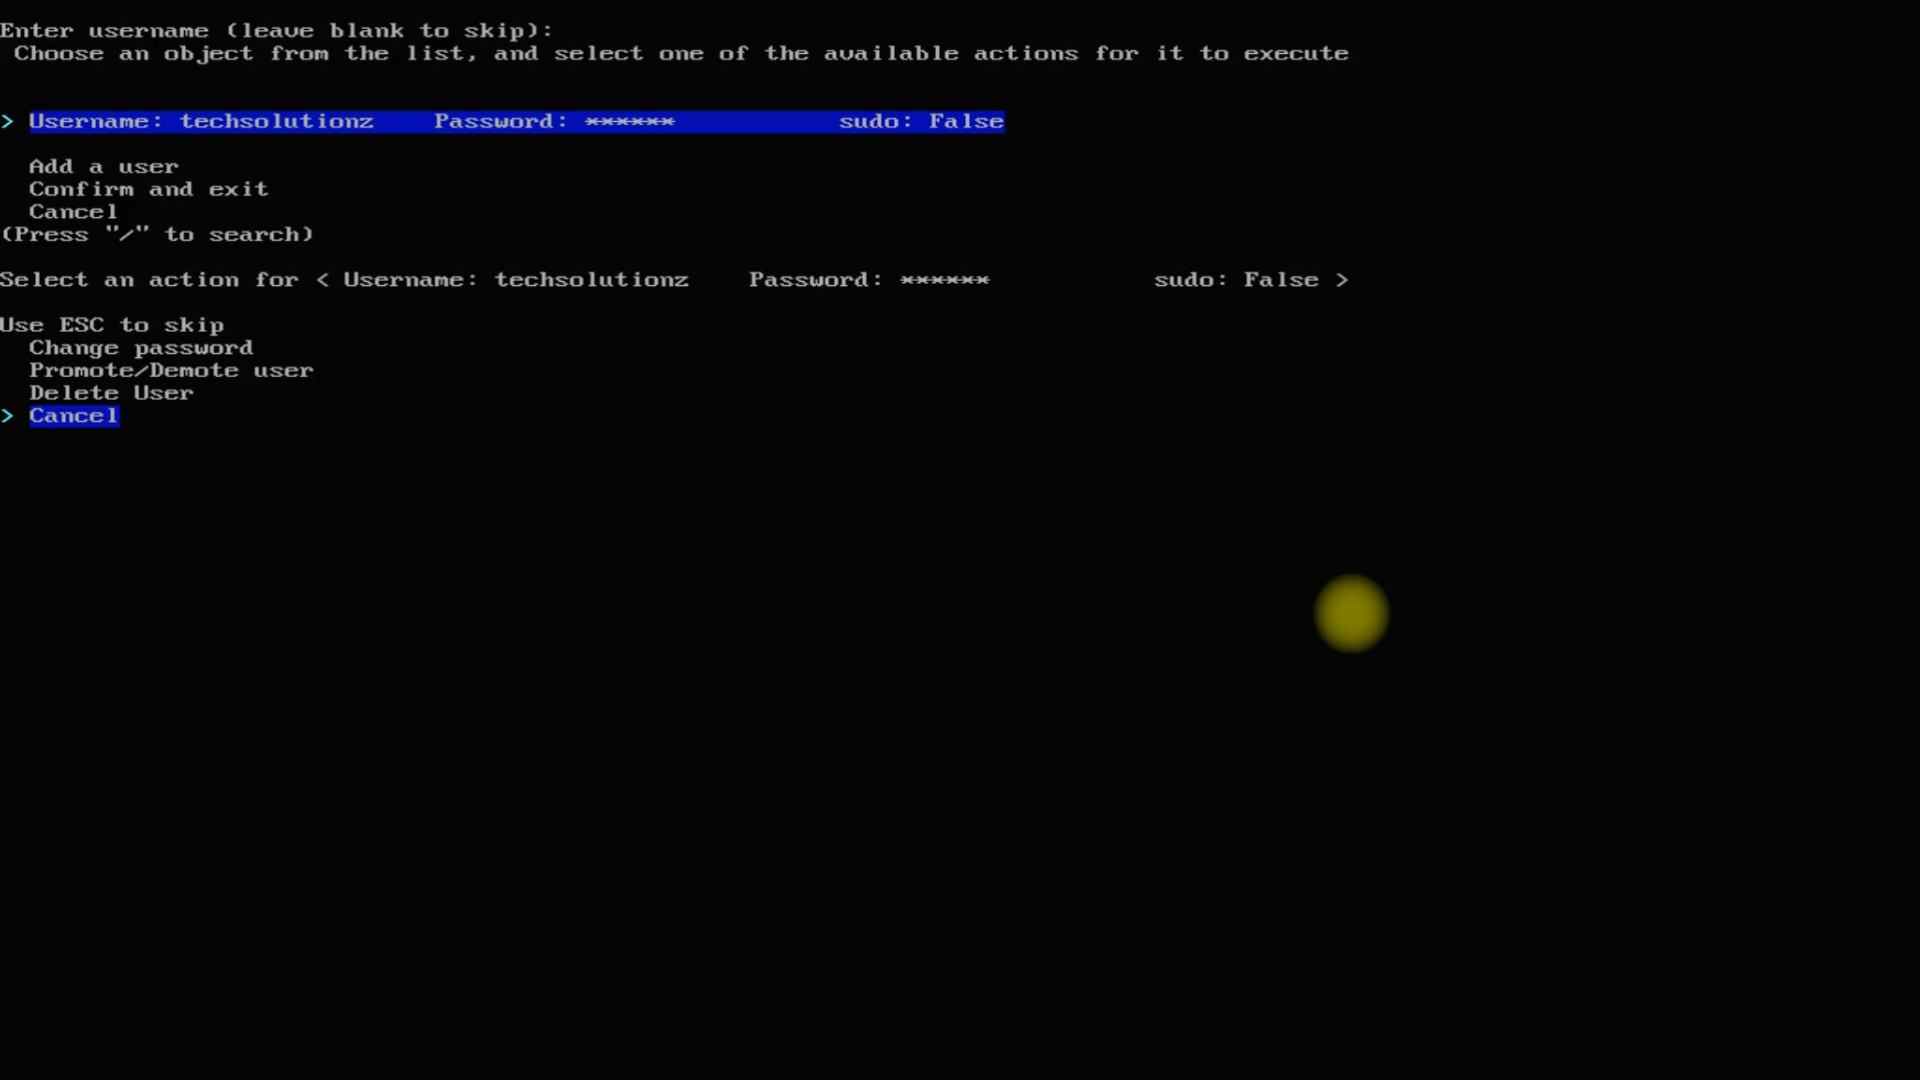 Enter username (leave blank to skip):
Choose an object from the list, and select one of the available actions for it to execute
> Username: techsolutionz    Password: ******           sudo: False
Add a user
Confirm and exit
Cancel
(Press "/" to search)
Select an action for < Username: techsolutionz    Password: ******           sudo: False >
Use ESC to skip
Change password
Promote/Demote user
Delete User
> Cancel